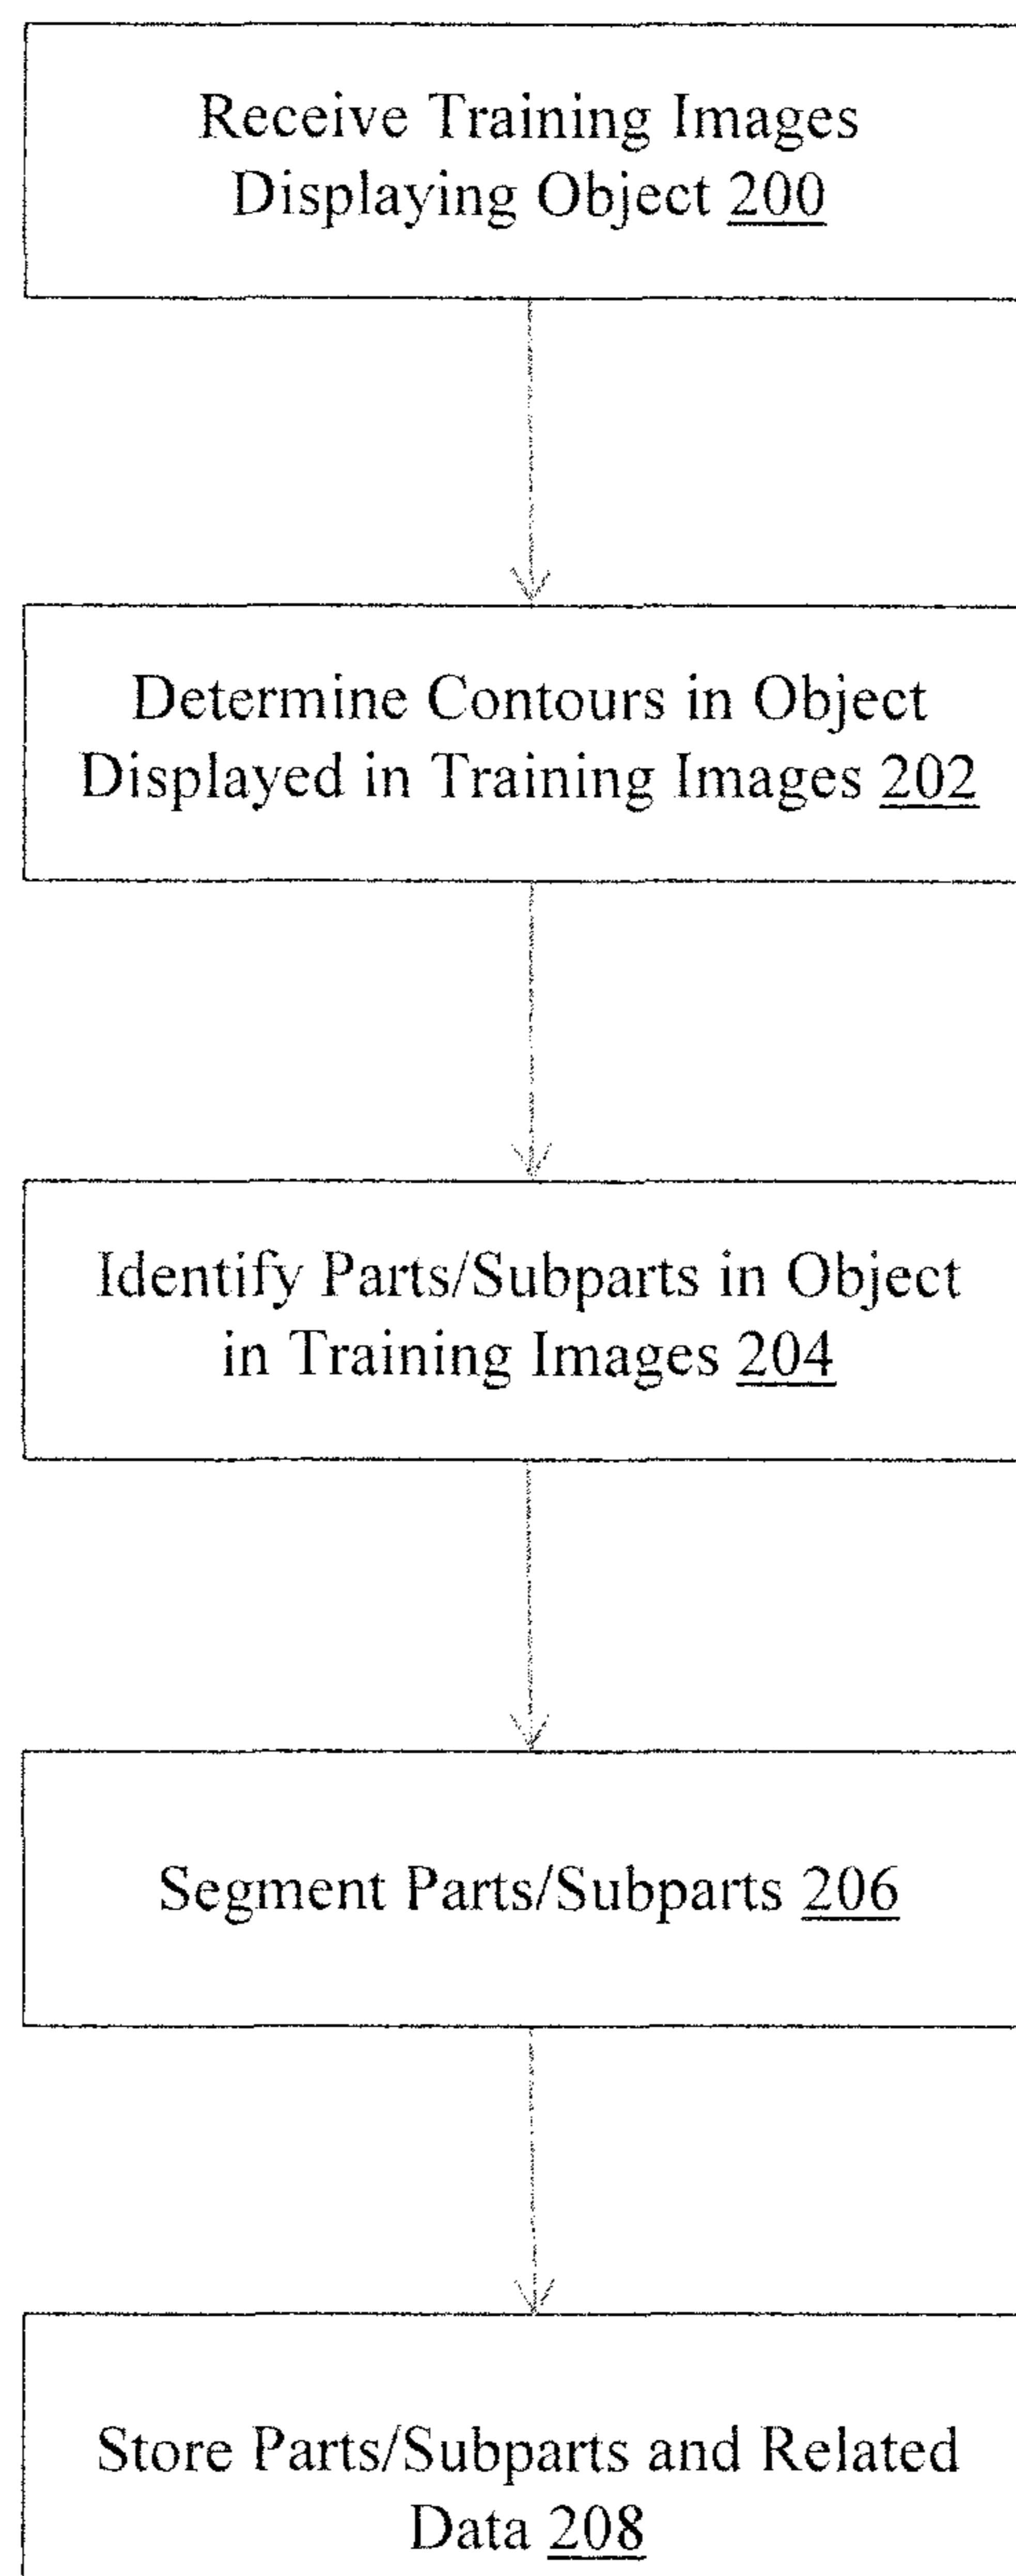 Receive Training Images
Displaying Object 200
Determine Contours in Object
Displayed in Training Images 202
Identify Parts/Subparts in Object
in Training Images 204
Segment Parts/Subparts 206
Store Parts/Subparts and Related
Data 208